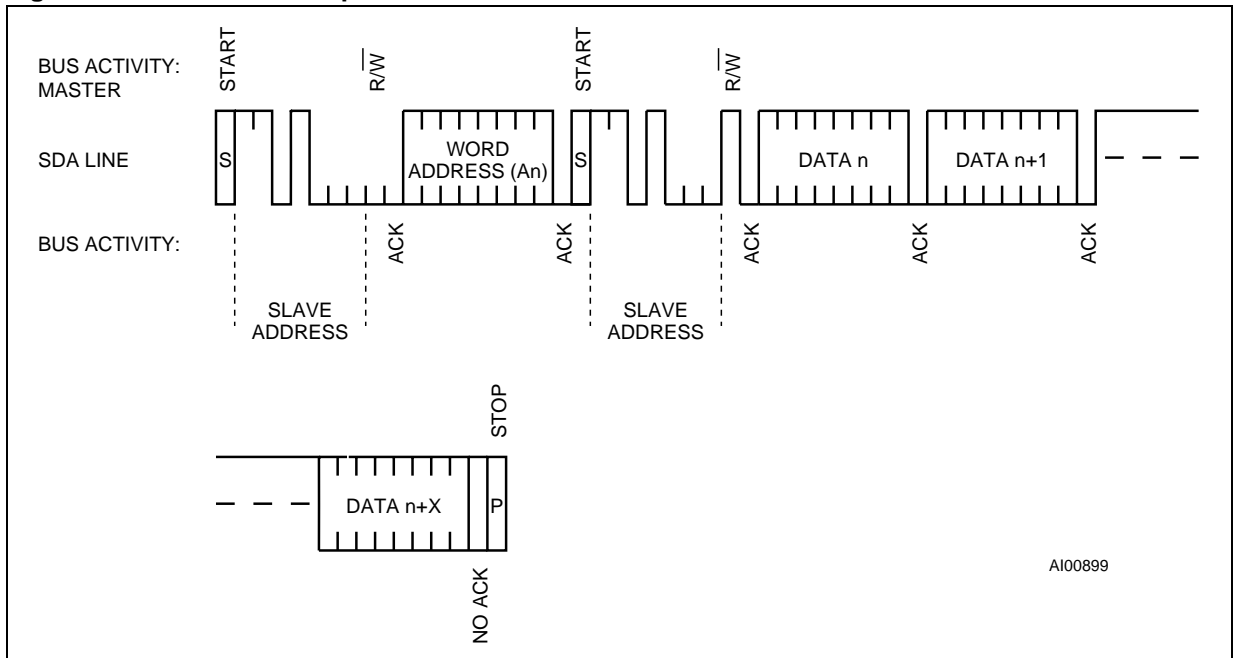 START
R/W
START
R/W
BUS ACTIVITY:
MASTER
SDA LINE
S
WORD
ADDRESS (An)
S
DATA n
DATA n+1
BUS ACTIVITY:
ACK
ACK
ACK
ACK
ACK
SLAVE
ADDRESS
SLAVE
ADDRESS
STOP
DATA n+X
P
NO ACK
AI00899